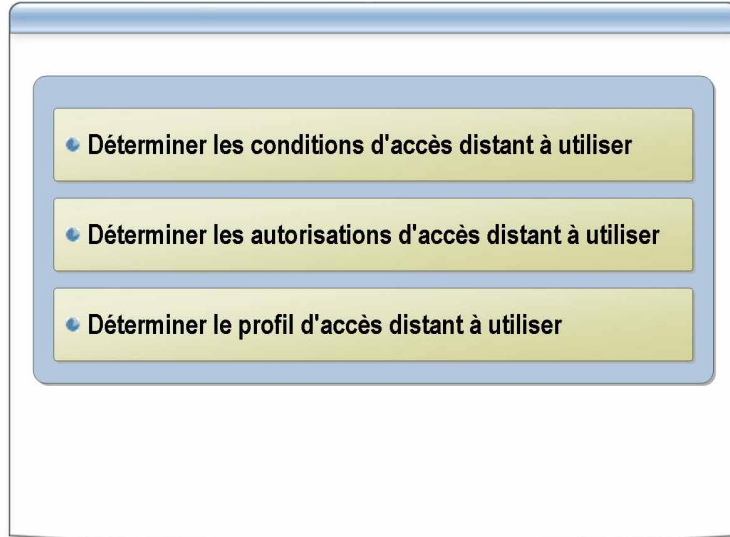 Déterminer les conditions d'accès distant à utiliser
Déterminer les autorisations d'accès distant à utiliser
Déterminer le profil d'accès distant à utiliser